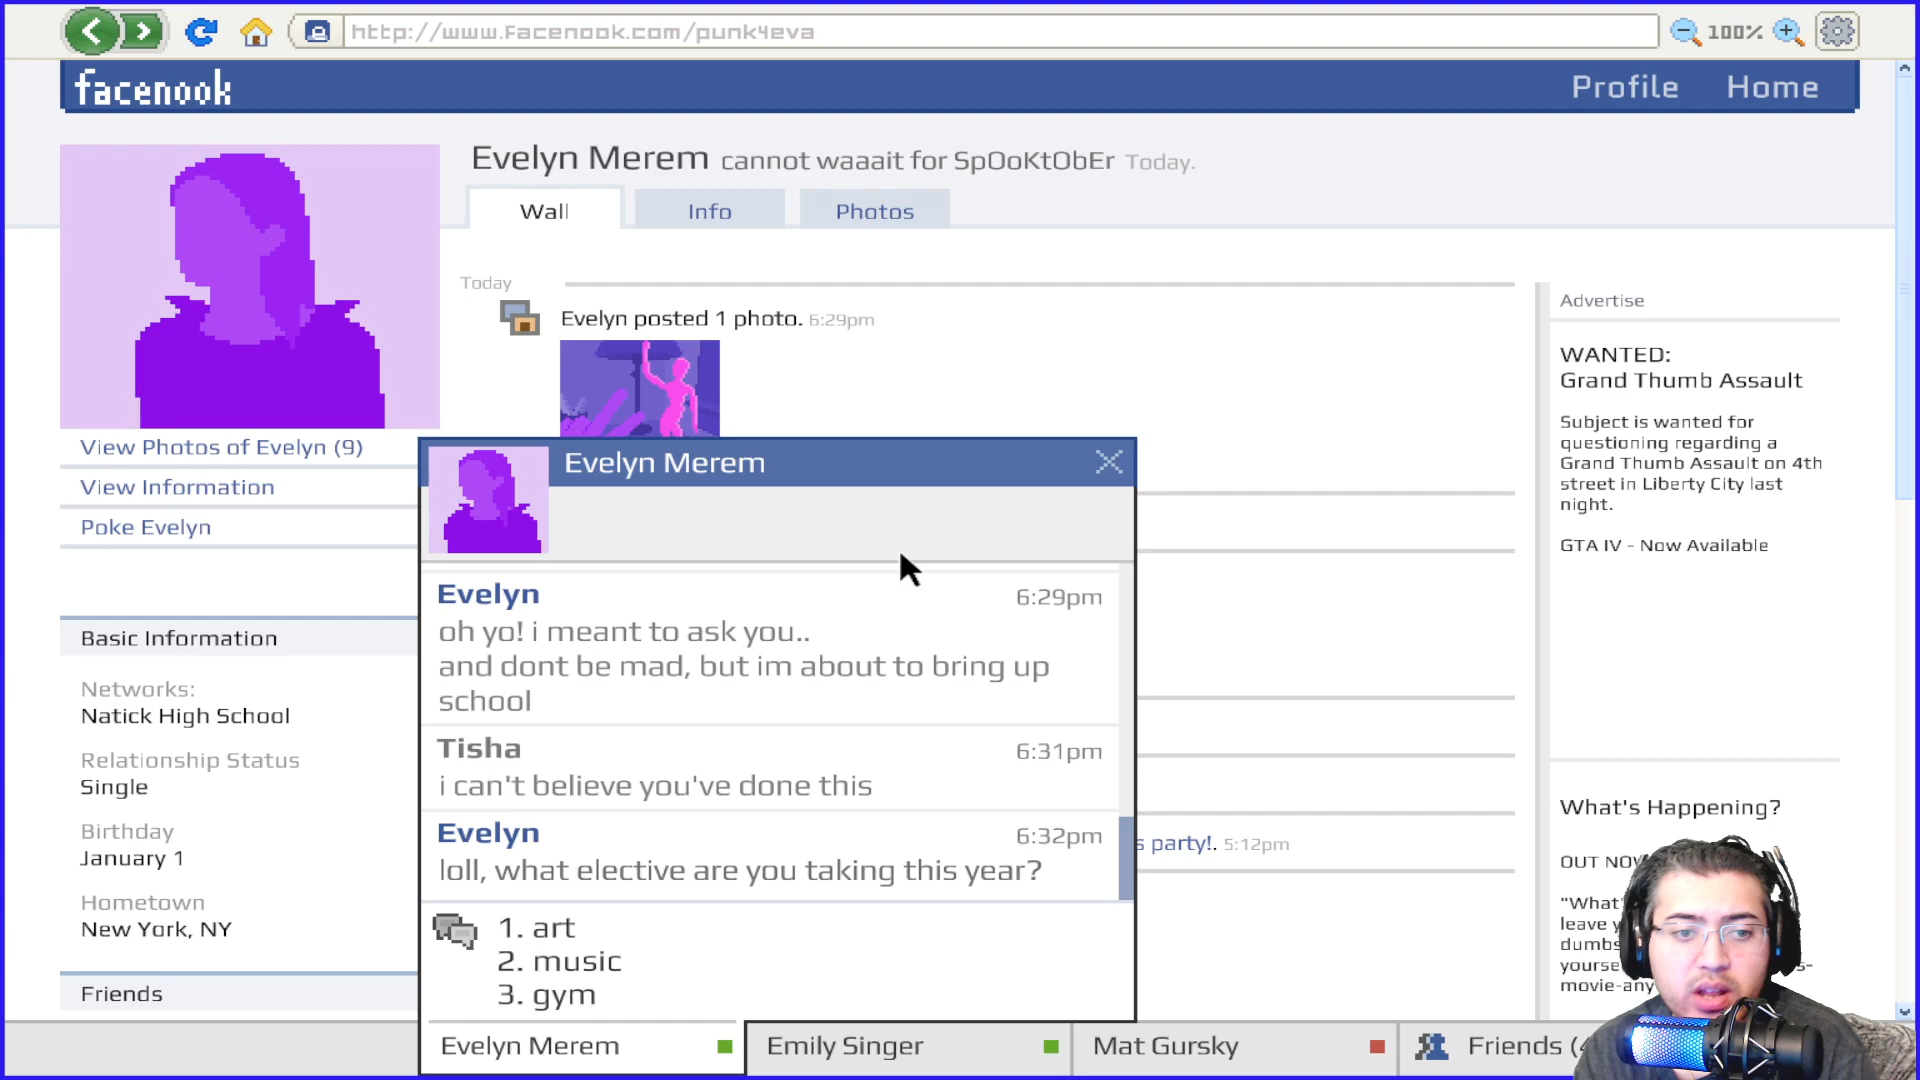 http://www.facenook.com/punk4eva
100%
facenook
Profile
Home
Evelyn Merem cannot waaait for SpOoKtObEr Today.
Wall
Info
Photos
Today
Evelyn posted 1 photo. 6:29pm
View Photos of Evelyn (9)
View Information
Poke Evelyn
Basic Information
Networks:
Natick High School
Relationship Status
Single
Birthday
January 1
Hometown
New York, NY
Friends
Evelyn Merem
Evelyn 6:29pm
oh yo! i meant to ask you..
and dont be mad, but im about to bring up
school
Tisha 6:31pm
i can't believe you've done this
Evelyn 6:32pm
loll, what elective are you taking this year?
1. art
2. music
3. gym
party!. 5:12pm
Advertise
WANTED:
Grand Thumb Assault
Subject is wanted for
questioning regarding a
Grand Thumb Assault on 4th
street in Liberty City last
night.
GTA IV - Now Available
What's Happening?
OUT
"What
leave
movie-any
Evelyn Merem
Emily Singer
Mat Gursky
Friends